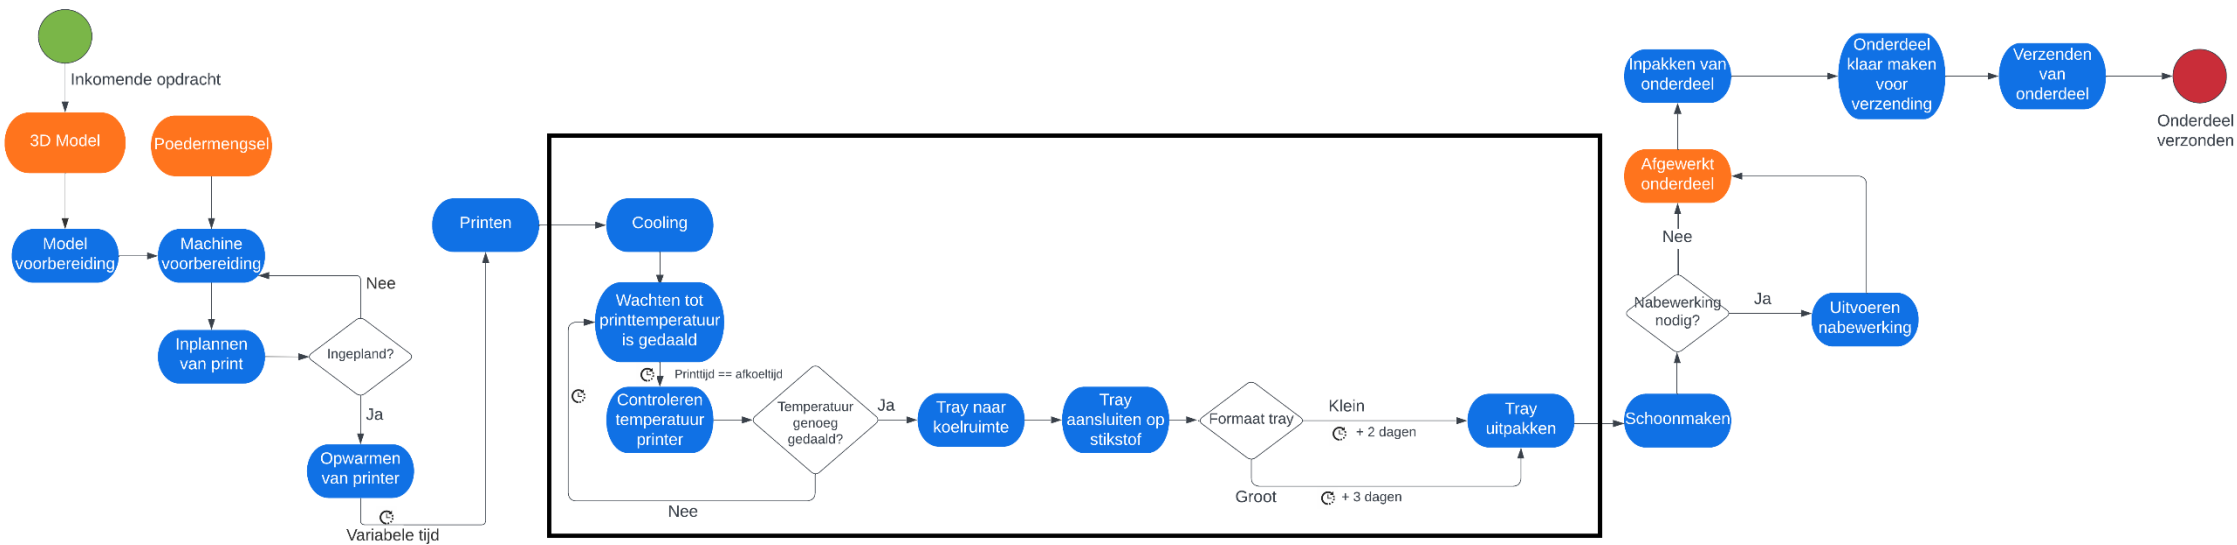 Inkomende opdracht
3D Model
Poedermengsel
Model
voorbereiding
Machine
voorbereiding
Nee
Inplannen
van print
Ingepland?
Ja
Opwarmen
van printer
Variabele tijd
Printen
Cooling
Wachten tot
printtemperatuur
is gedaald
Printtijd == afkoeltijd
Controleren
temperatuur
printer
Temperatuur
genoeg
gedaald?
Nee
Ja
Tray naar
koelruimte
Tray
aansluiten op
stikstof
Formaat tray
Klein
+ 2 dagen
Groot
+ 3 dagen
Tray
uitpakken
Schoonmaken
Nabewerking
nodig?
Ja
Uitvoeren
nabewerking
Nee
Afgewerkt
onderdeel
Inpakken van
onderdeel
Onderdeel
klaar maken
voor
verzending
Verzenden
van
onderdeel
Onderdeel
verzonden